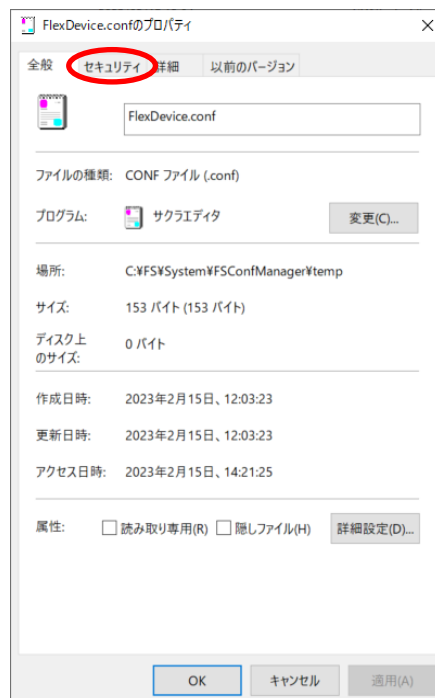 FlexDevice.confのプロパティ
全般 セキュリティ 詳細 以前のバージョン
FlexDevice.conf
ファイルの種類: CONF ファイル (.conf)
プログラム: サクラエディタ 変更(C)...
場所: C:¥FS¥System¥FSConfManager¥temp
サイズ: 153 バイト (153 バイト)
ディスク上
のサイズ: 0 バイト
作成日時: 2023年2月15日、12:03:23
更新日時: 2023年2月15日、12:03:23
アクセス日時: 2023年2月15日、14:21:25
属性: 読み取り専用(R) 隠しファイル(H) 詳細設定(D)...
OK キャンセル 適用(A)